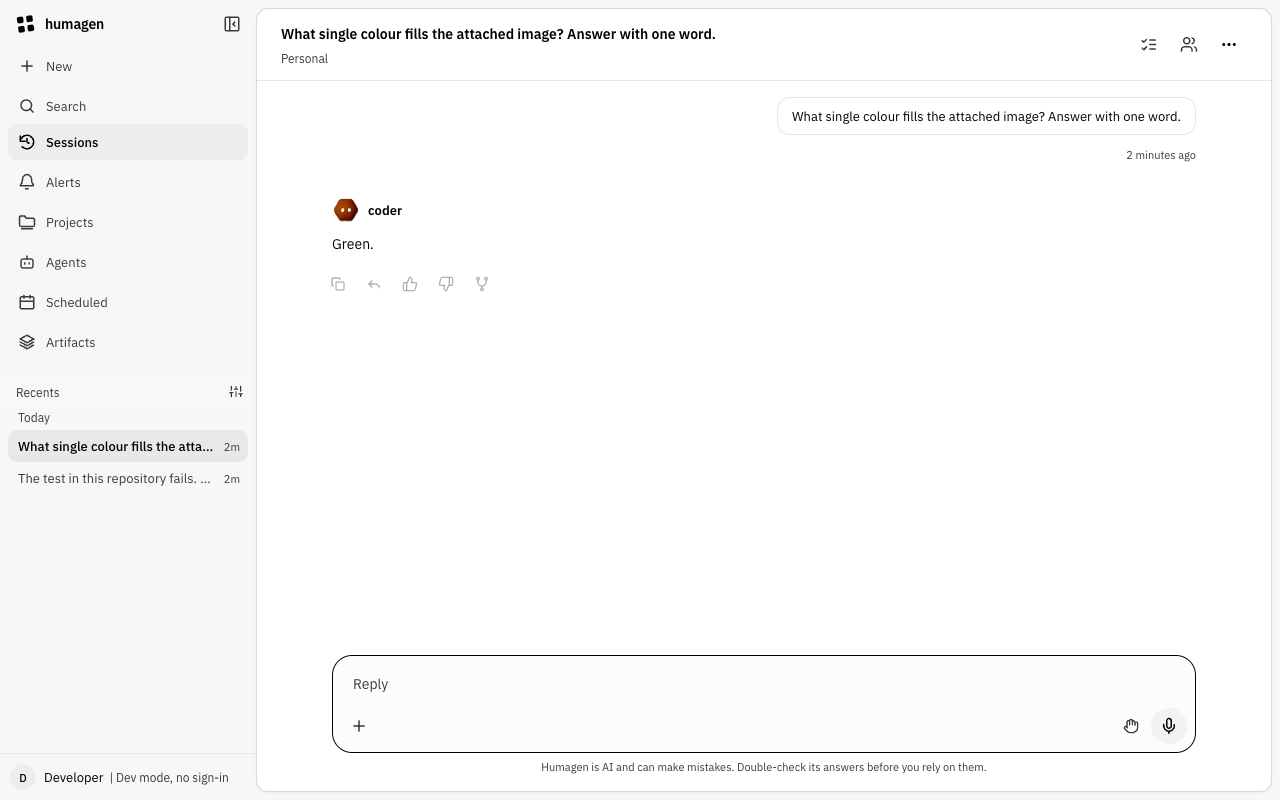 humagen
New
Search
Sessions
Alerts
Projects
Agents
Scheduled
Artifacts
Recents
Today
What single colour fills the atta... 2m
The test in this repository fails. ... 2m
D Developer | Dev mode, no sign-in
What single colour fills the attached image? Answer with one word.
Personal
What single colour fills the attached image? Answer with one word.
2 minutes ago
coder
Green.
Reply
Humagen is AI and can make mistakes. Double-check its answers before you rely on them.